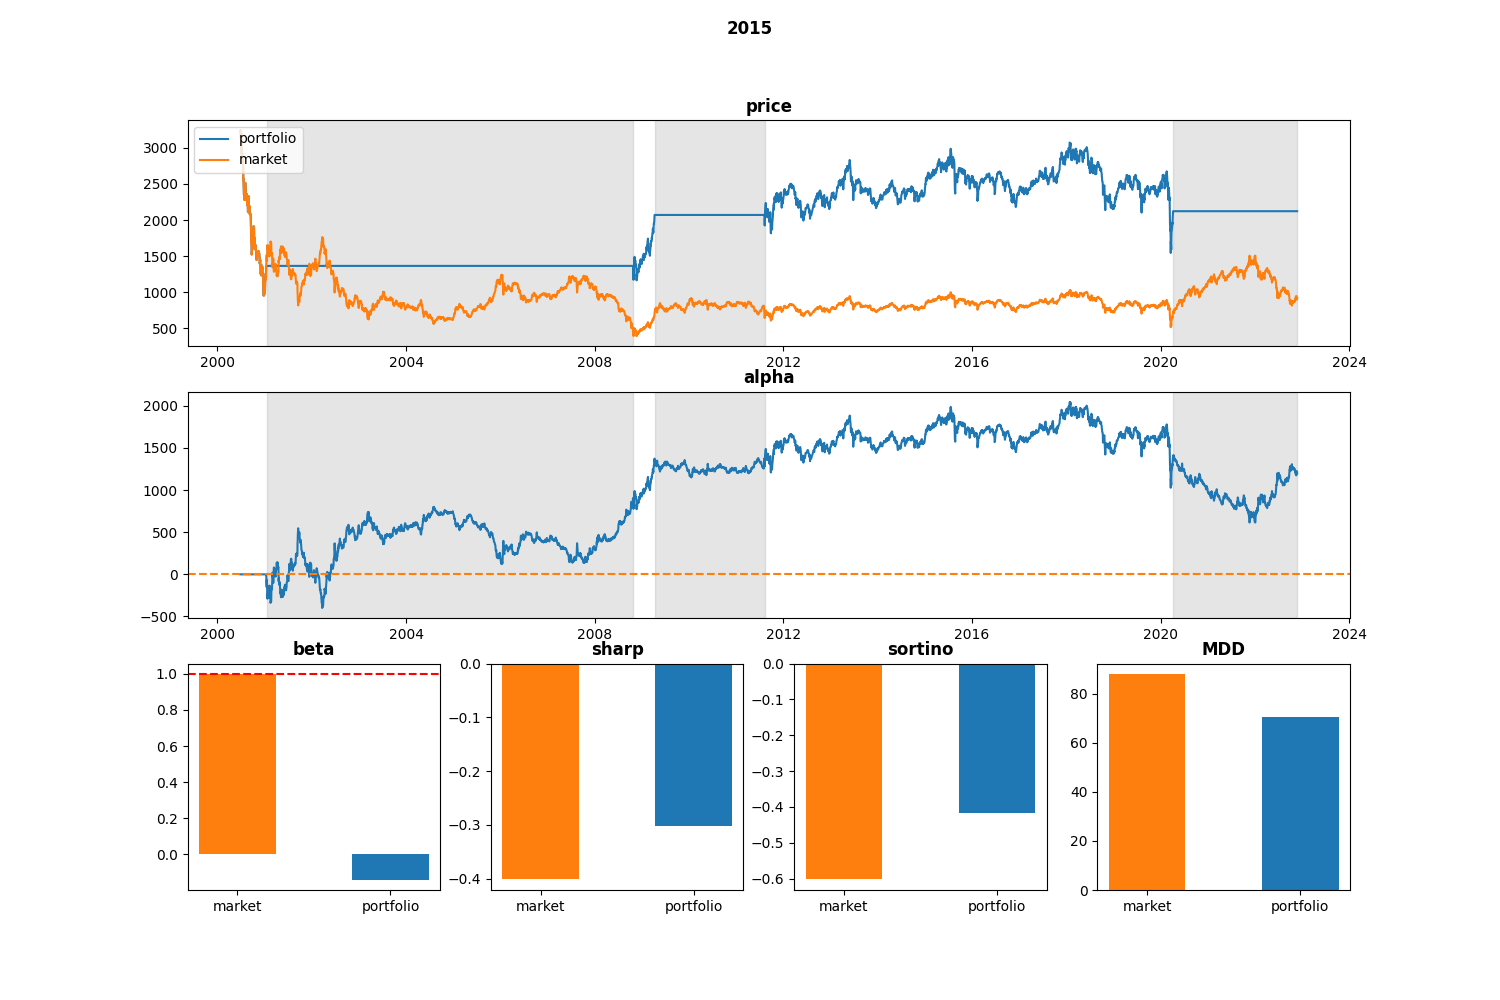 2015
price
portfolio
market
3000
2500
2000
1500
1000
500
2000 2004 2008 2012 2016 2020 2024
alpha
2000
1500
1000
500
0
−500
2000 2004 2008 2012 2016 2020 2024
beta
1.0
0.8
0.6
0.4
0.2
0.0
market portfolio
sharp
0.0
−0.1
−0.2
−0.3
−0.4
market portfolio
sortino
0.0
−0.1
−0.2
−0.3
−0.4
−0.5
−0.6
market portfolio
MDD
80
60
40
20
0
market portfolio